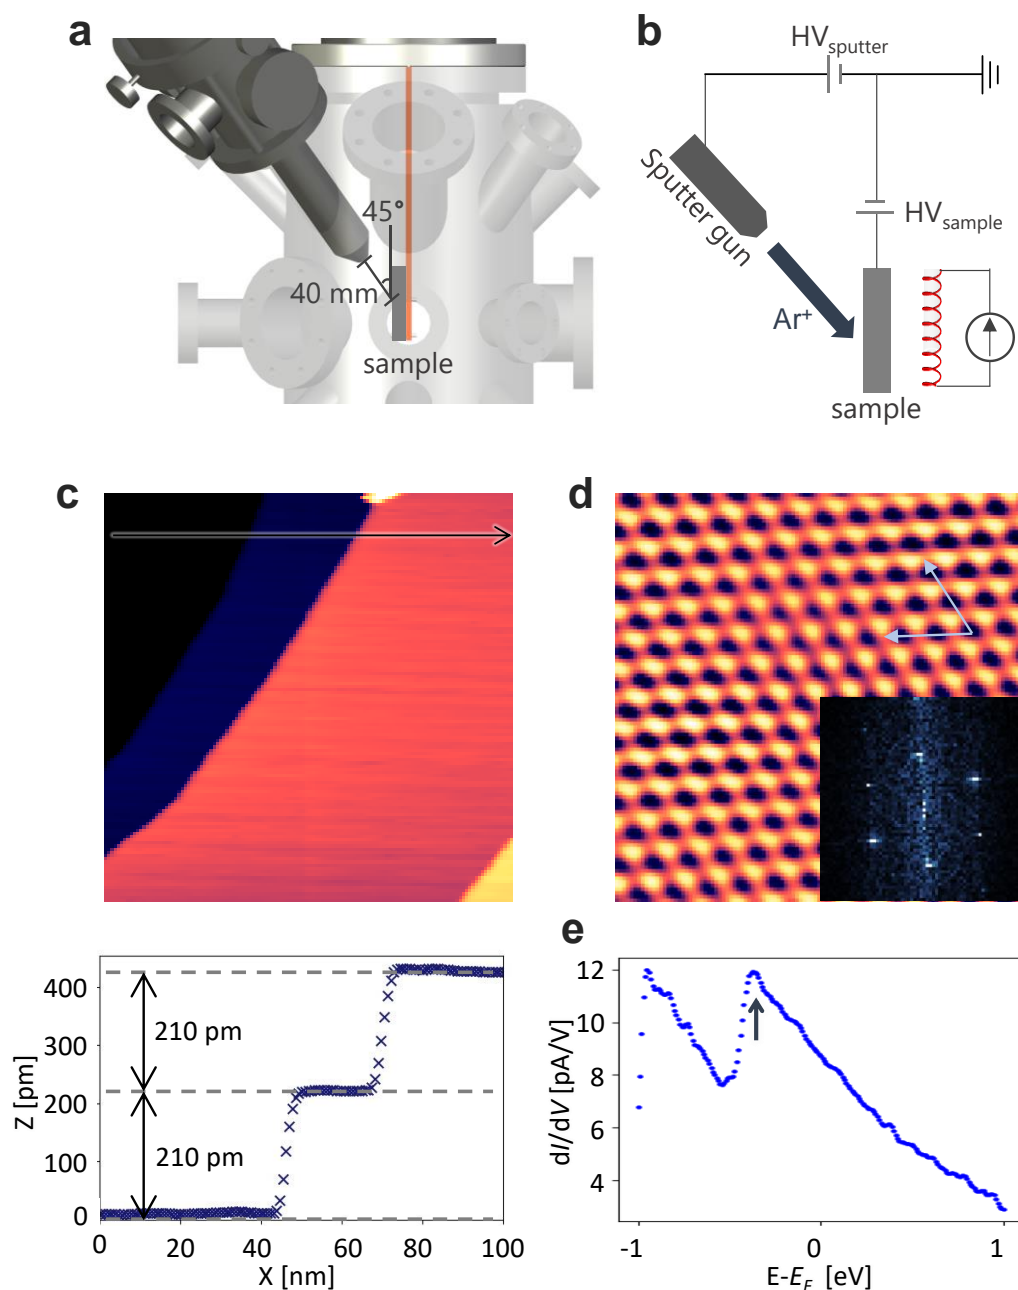 a
45°
40 mm
sample
b
HVsputter
Sputter gun
HVsample
Ar⁺
sample
c
d
400
300
200
100
0
Z [pm]
210 pm
210 pm
0 20 40 60 80 100
X [nm]
e
12
10
8
6
4
dI/dV [pA/V]
-1 0 1
E-EF [eV]